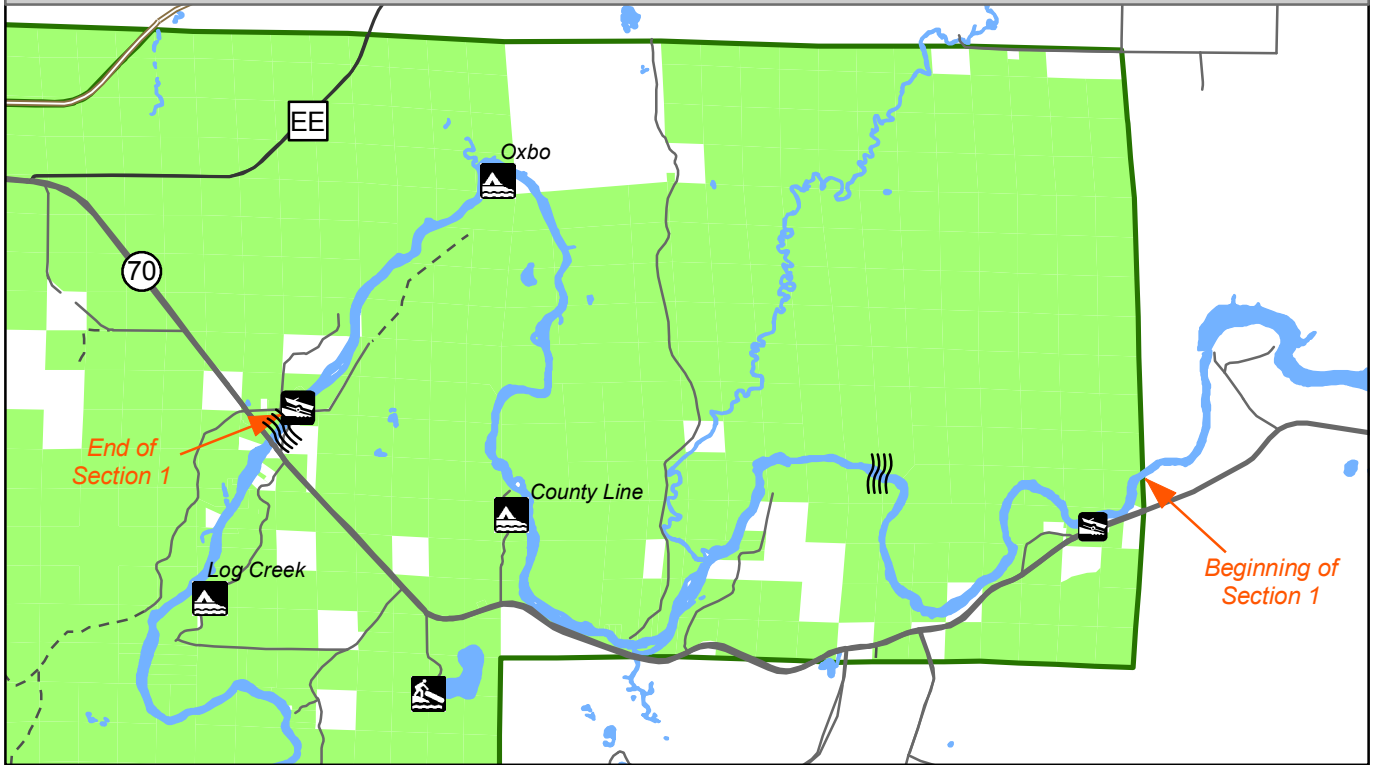 EE
Oxbo
70
End of
Section 1
County Line
Log Creek
Beginning of
Section 1